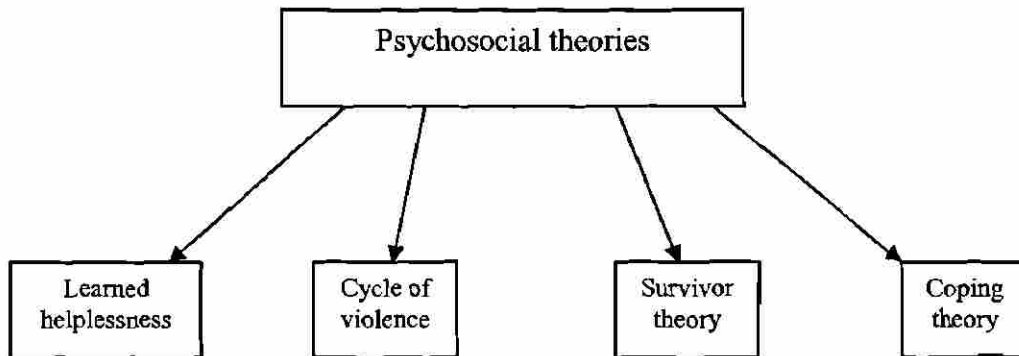 Psychosocial theories
Learned
helplessness
Cycle of
violence
Survivor
theory
Coping
theory